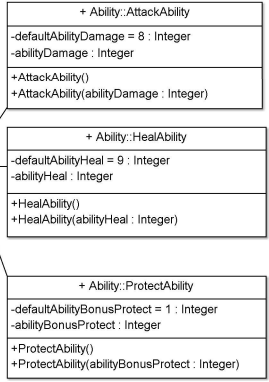 + Ability::AttackAbility
-defaultAbilityDamage = 8 : Integer
-abilityDamage : Integer
+AttackAbility()
+AttackAbility(abilityDamage : Integer)
+ Ability::HealAbility
-defaultAbilityHeal = 9 : Integer
-abilityHeal : Integer
+HealAbility()
+HealAbility(abilityHeal : Integer)
+ Ability::ProtectAbility
-defaultAbilityBonusProtect = 1 : Integer
-abilityBonusProtect : Integer
+ProtectAbility()
+ProtectAbility(abilityBonusProtect : Integer)